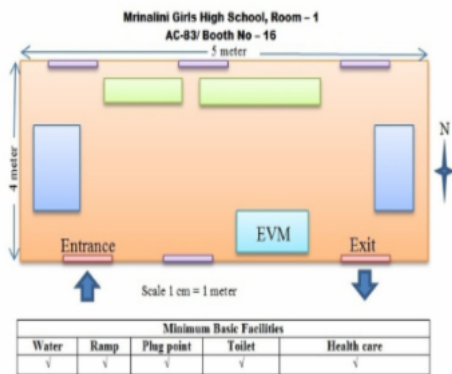 Mrinalini Girls High School, Room – 1
AC-83/ Booth No – 16
5 meter
4 meter
N
EVM
Entrance
Exit
Scale 1 cm = 1 meter
Minimum Basic Facilities
Water Ramp Plug point Toilet Health care
√ √ √ √ √